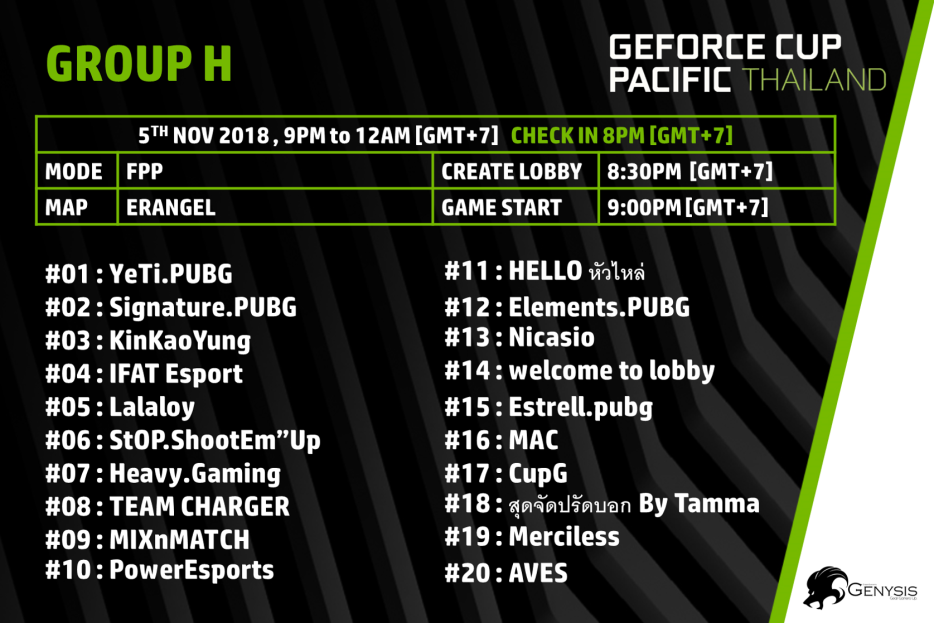 GROUP H
GEFORCE CUP
PACIFIC THAILAND
5TH NOV 2018 , 9PM to 12AM [GMT+7] CHECK IN 8PM [GMT+7]
MODE FPP CREATE LOBBY 8:30PM [GMT+7]
MAP ERANGEL GAME START 9:00PM [GMT+7]
#01 : YeTi.PUBG
#02 : Signature.PUBG
#03 : KinKaoYung
#04 : IFAT Esport
#05 : Lalaloy
#06 : StOP.ShootEm”Up
#07 : Heavy.Gaming
#08 : TEAM CHARGER
#09 : MIXnMATCH
#10 : PowerEsports
#11 : HELLO หัวไหล่
#12 : Elements.PUBG
#13 : Nicasio
#14 : welcome to lobby
#15 : Estrell.pubg
#16 : MAC
#17 : CupG
#18 : สุดจัดปรัดบอก By Tamma
#19 : Merciless
#20 : AVES
GENYSIS